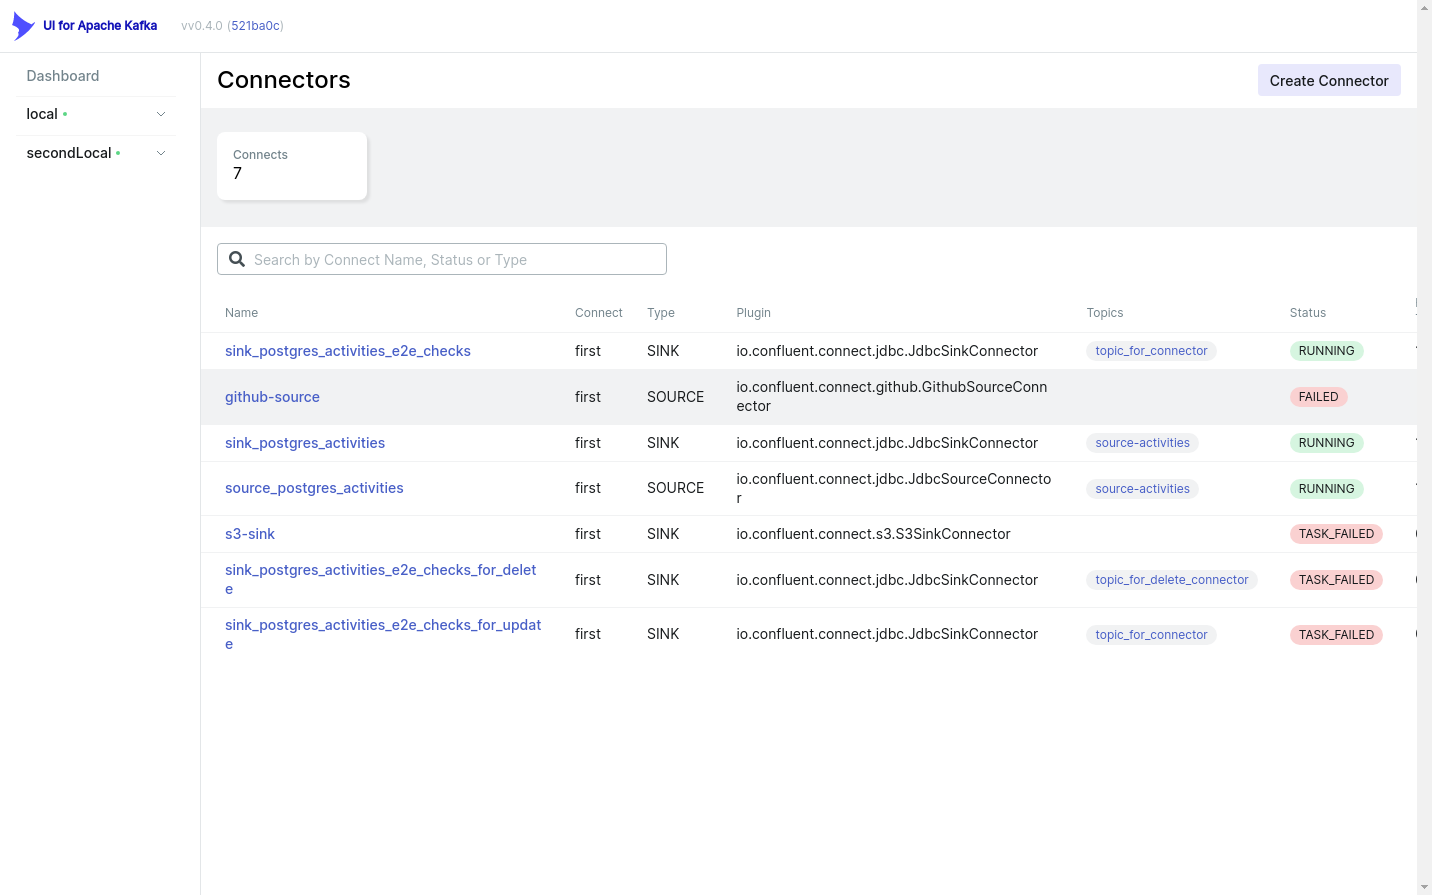 UI for Apache Kafka vv0.4.0 (521ba0c)
Dashboard
local
secondLocal
Connectors
Create Connector
Connects
7
Search by Connect Name, Status or Type
Name Connect Type Plugin Topics Status
sink_postgres_activities_e2e_checks first SINK io.confluent.connect.jdbc.JdbcSinkConnector topic_for_connector RUNNING
github-source first SOURCE io.confluent.connect.github.GithubSourceConn
ector FAILED
sink_postgres_activities first SINK io.confluent.connect.jdbc.JdbcSinkConnector source-activities RUNNING
source_postgres_activities first SOURCE io.confluent.connect.jdbc.JdbcSourceConnecto
r source-activities RUNNING
s3-sink first SINK io.confluent.connect.s3.S3SinkConnector TASK_FAILED
sink_postgres_activities_e2e_checks_for_delet
e first SINK io.confluent.connect.jdbc.JdbcSinkConnector topic_for_delete_connector TASK_FAILED
sink_postgres_activities_e2e_checks_for_updat
e first SINK io.confluent.connect.jdbc.JdbcSinkConnector topic_for_connector TASK_FAILED